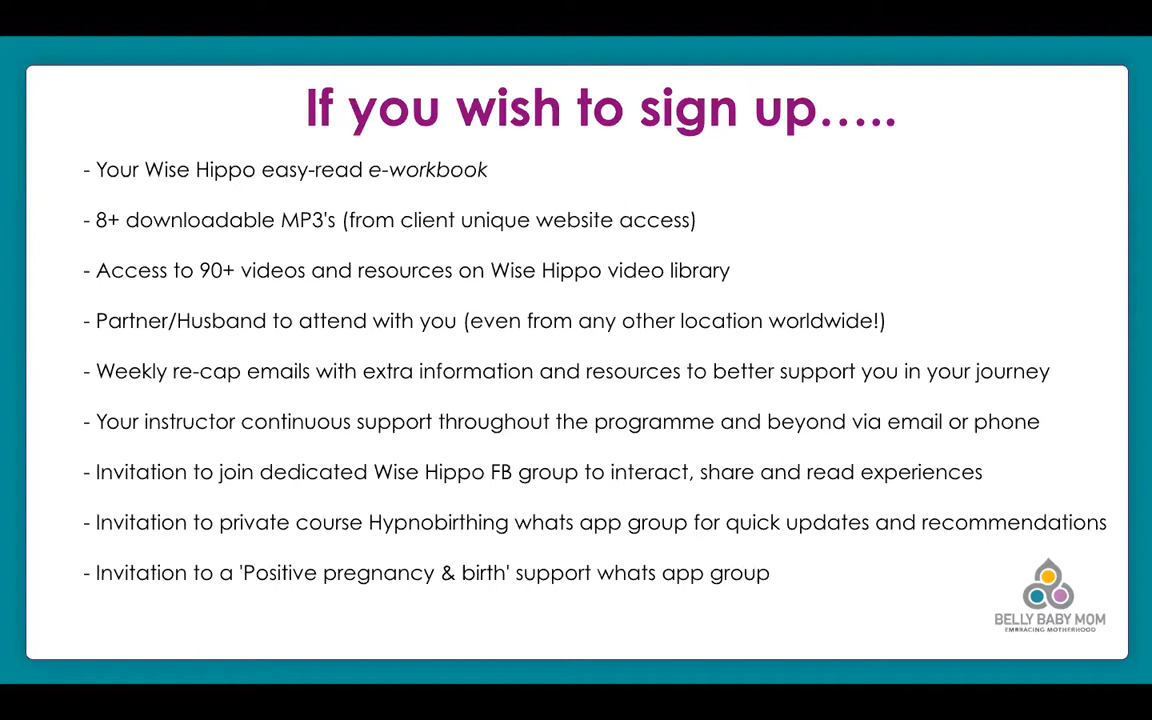 If you wish to sign up.....
- Your Wise Hippo easy-read e-workbook
- 8+ downloadable MP3's (from client unique website access)
- Access to 90+ videos and resources on Wise Hippo video library
- Partner/Husband to attend with you (even from any other location worldwide!)
- Weekly re-cap emails with extra information and resources to better support you in your journey
- Your instructor continuous support throughout the programme and beyond via email or phone
- Invitation to join dedicated Wise Hippo FB group to interact, share and read experiences
- Invitation to private course Hypnobirthing whats app group for quick updates and recommendations
- Invitation to a 'Positive pregnancy & birth' support whats app group
BELLY BABY MOM
EMBRACING MOTHERHOOD